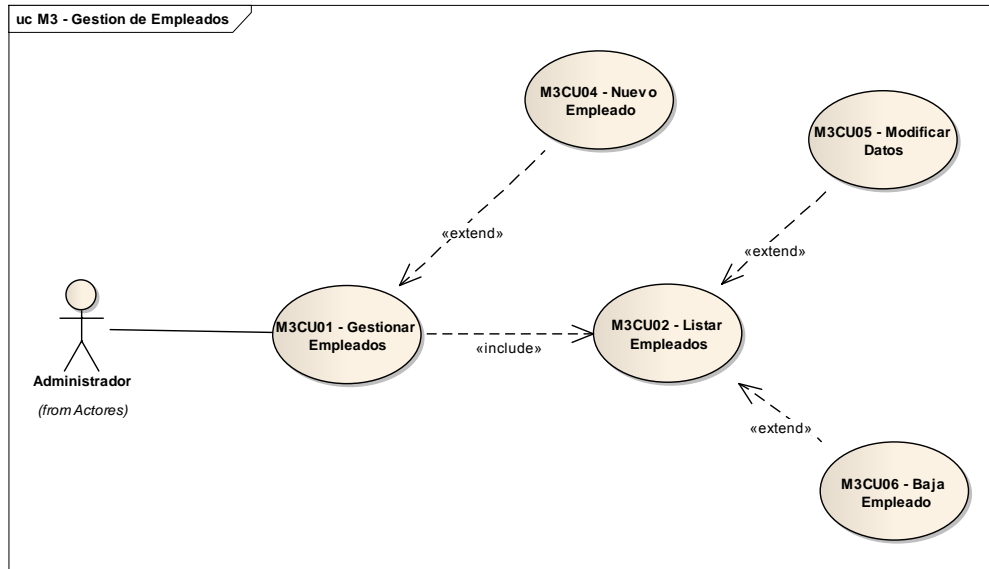 uc M3 - Gestion de Empleados
M3CU04 - Nuevo
Empleado
M3CU05 - Modificar
Datos
«extend»
«extend»
M3CU01 - Gestionar
Empleados
«include»
M3CU02 - Listar
Empleados
Administrador
(from Actores)
«extend»
M3CU06 - Baja
Empleado